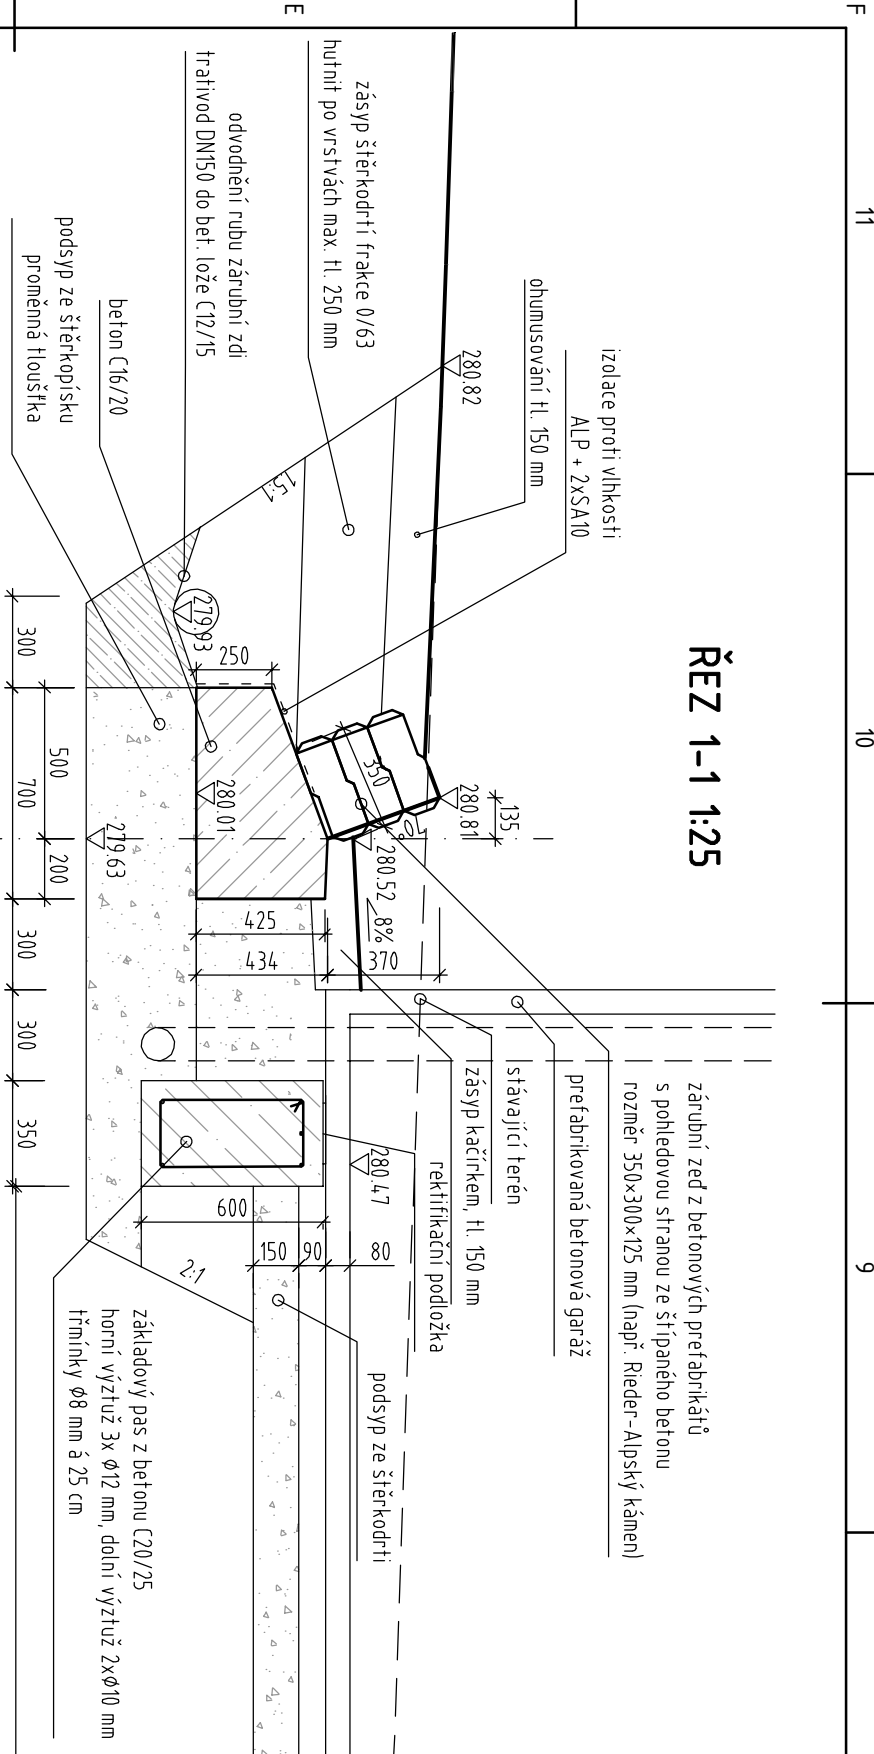 F
E
11
10
9
ŘEZ 1-1 1:25
izolace proti vlhkosti
ALP + 2xSA10
ohumusování tl. 150 mm
zásyp štěrkodrtí frakce 0/63
hutnit po vrstvách max. tl. 250 mm
odvodnění rubu zárubní zdi
trativod DN150 do bet. lože C12/15
beton C16/20
podsyp ze štěrkopísku
proměnná tloušťka
280.82
15:1
279.93
250
350
10°
280.81
135
280.52
8%
280.01
279.63
425
434
370
280.47
600
150
90
80
2:1
300
500
200
700
300
300
350
zárubní zeď z betonových prefabrikátů
s pohledovou stranou ze štípaného betonu
rozměr 350x300x125 mm (např. Rieder-Alpský kámen)
prefabrikovaná betonová garáž
stávající terén
zásyp kačírkem, tl. 150 mm
rektifikační podložka
podsyp ze štěrkodrti
základový pas z betonu C20/25
horní výztuž 3x ϕ12 mm, dolní výztuž 2xϕ10 mm
třmínky ϕ8 mm á 25 cm